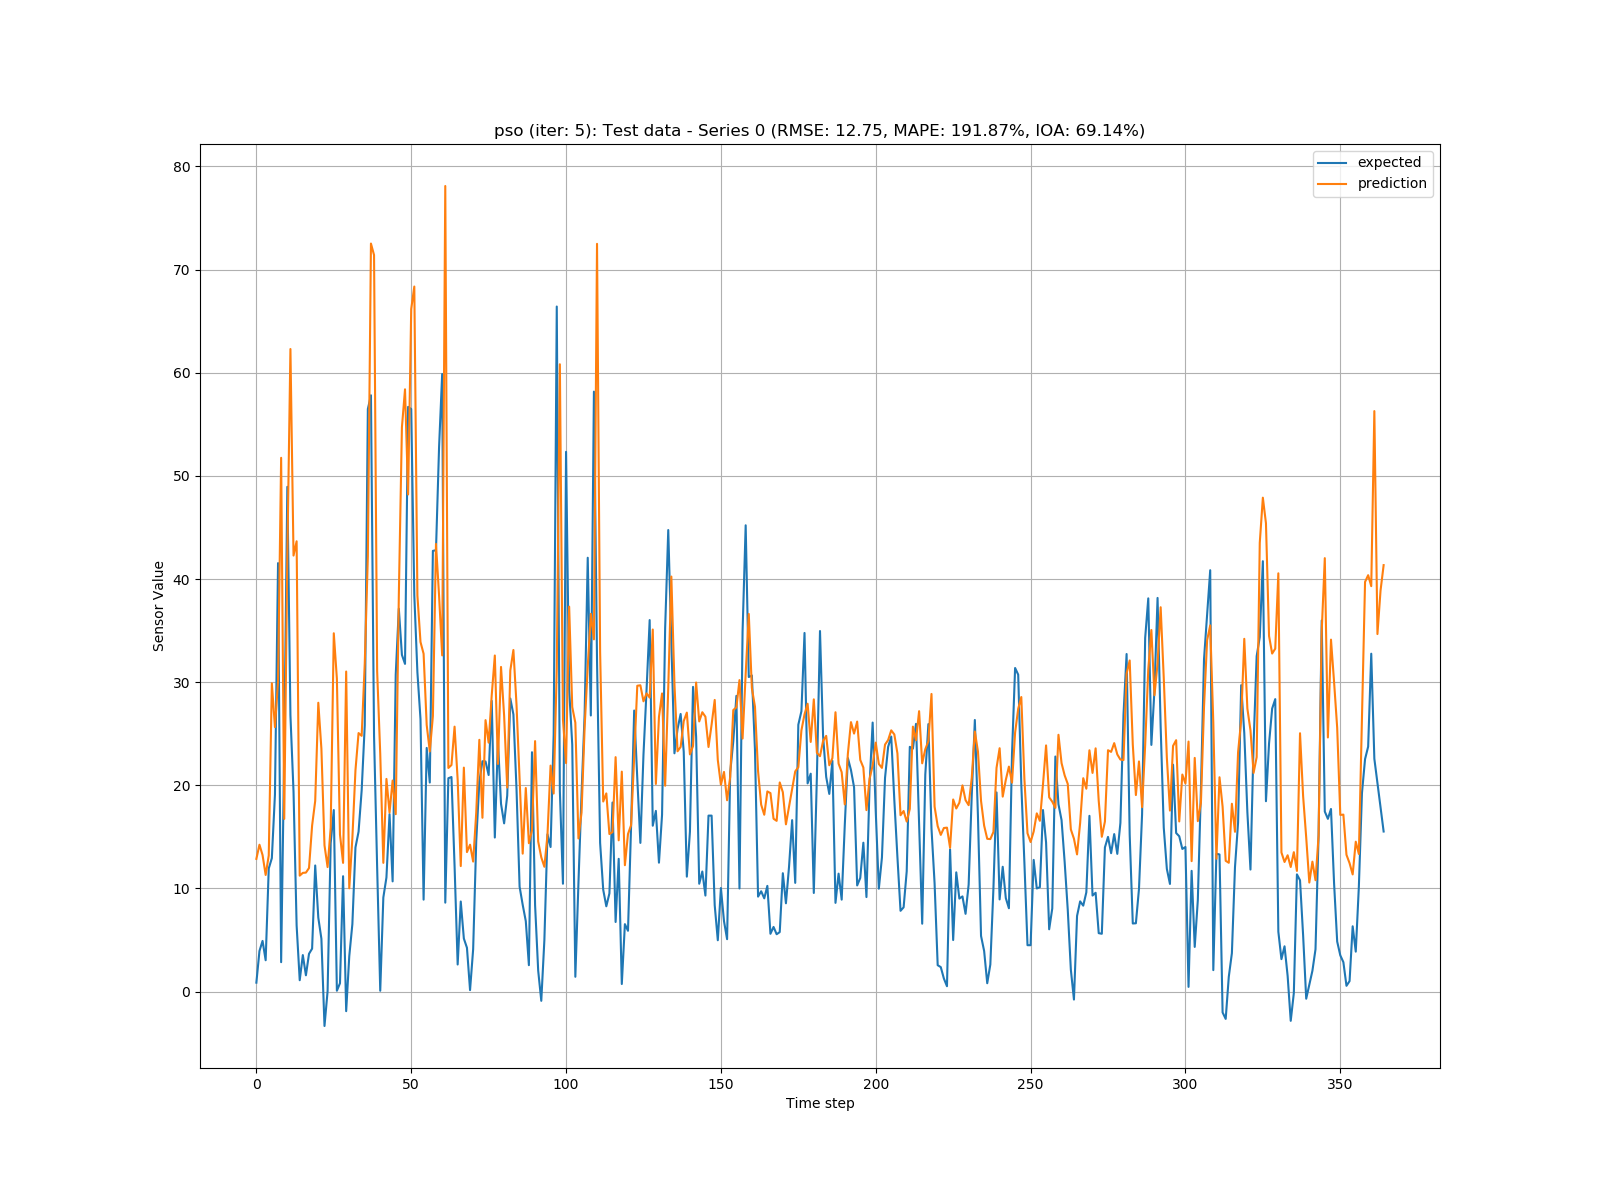 pso (iter: 5): Test data - Series 0 (RMSE: 12.75, MAPE: 191.87%, IOA: 69.14%)
expected
prediction
80
70
60
50
40
30
20
10
0
Sensor Value
0 50 100 150 200 250 300 350
Time step